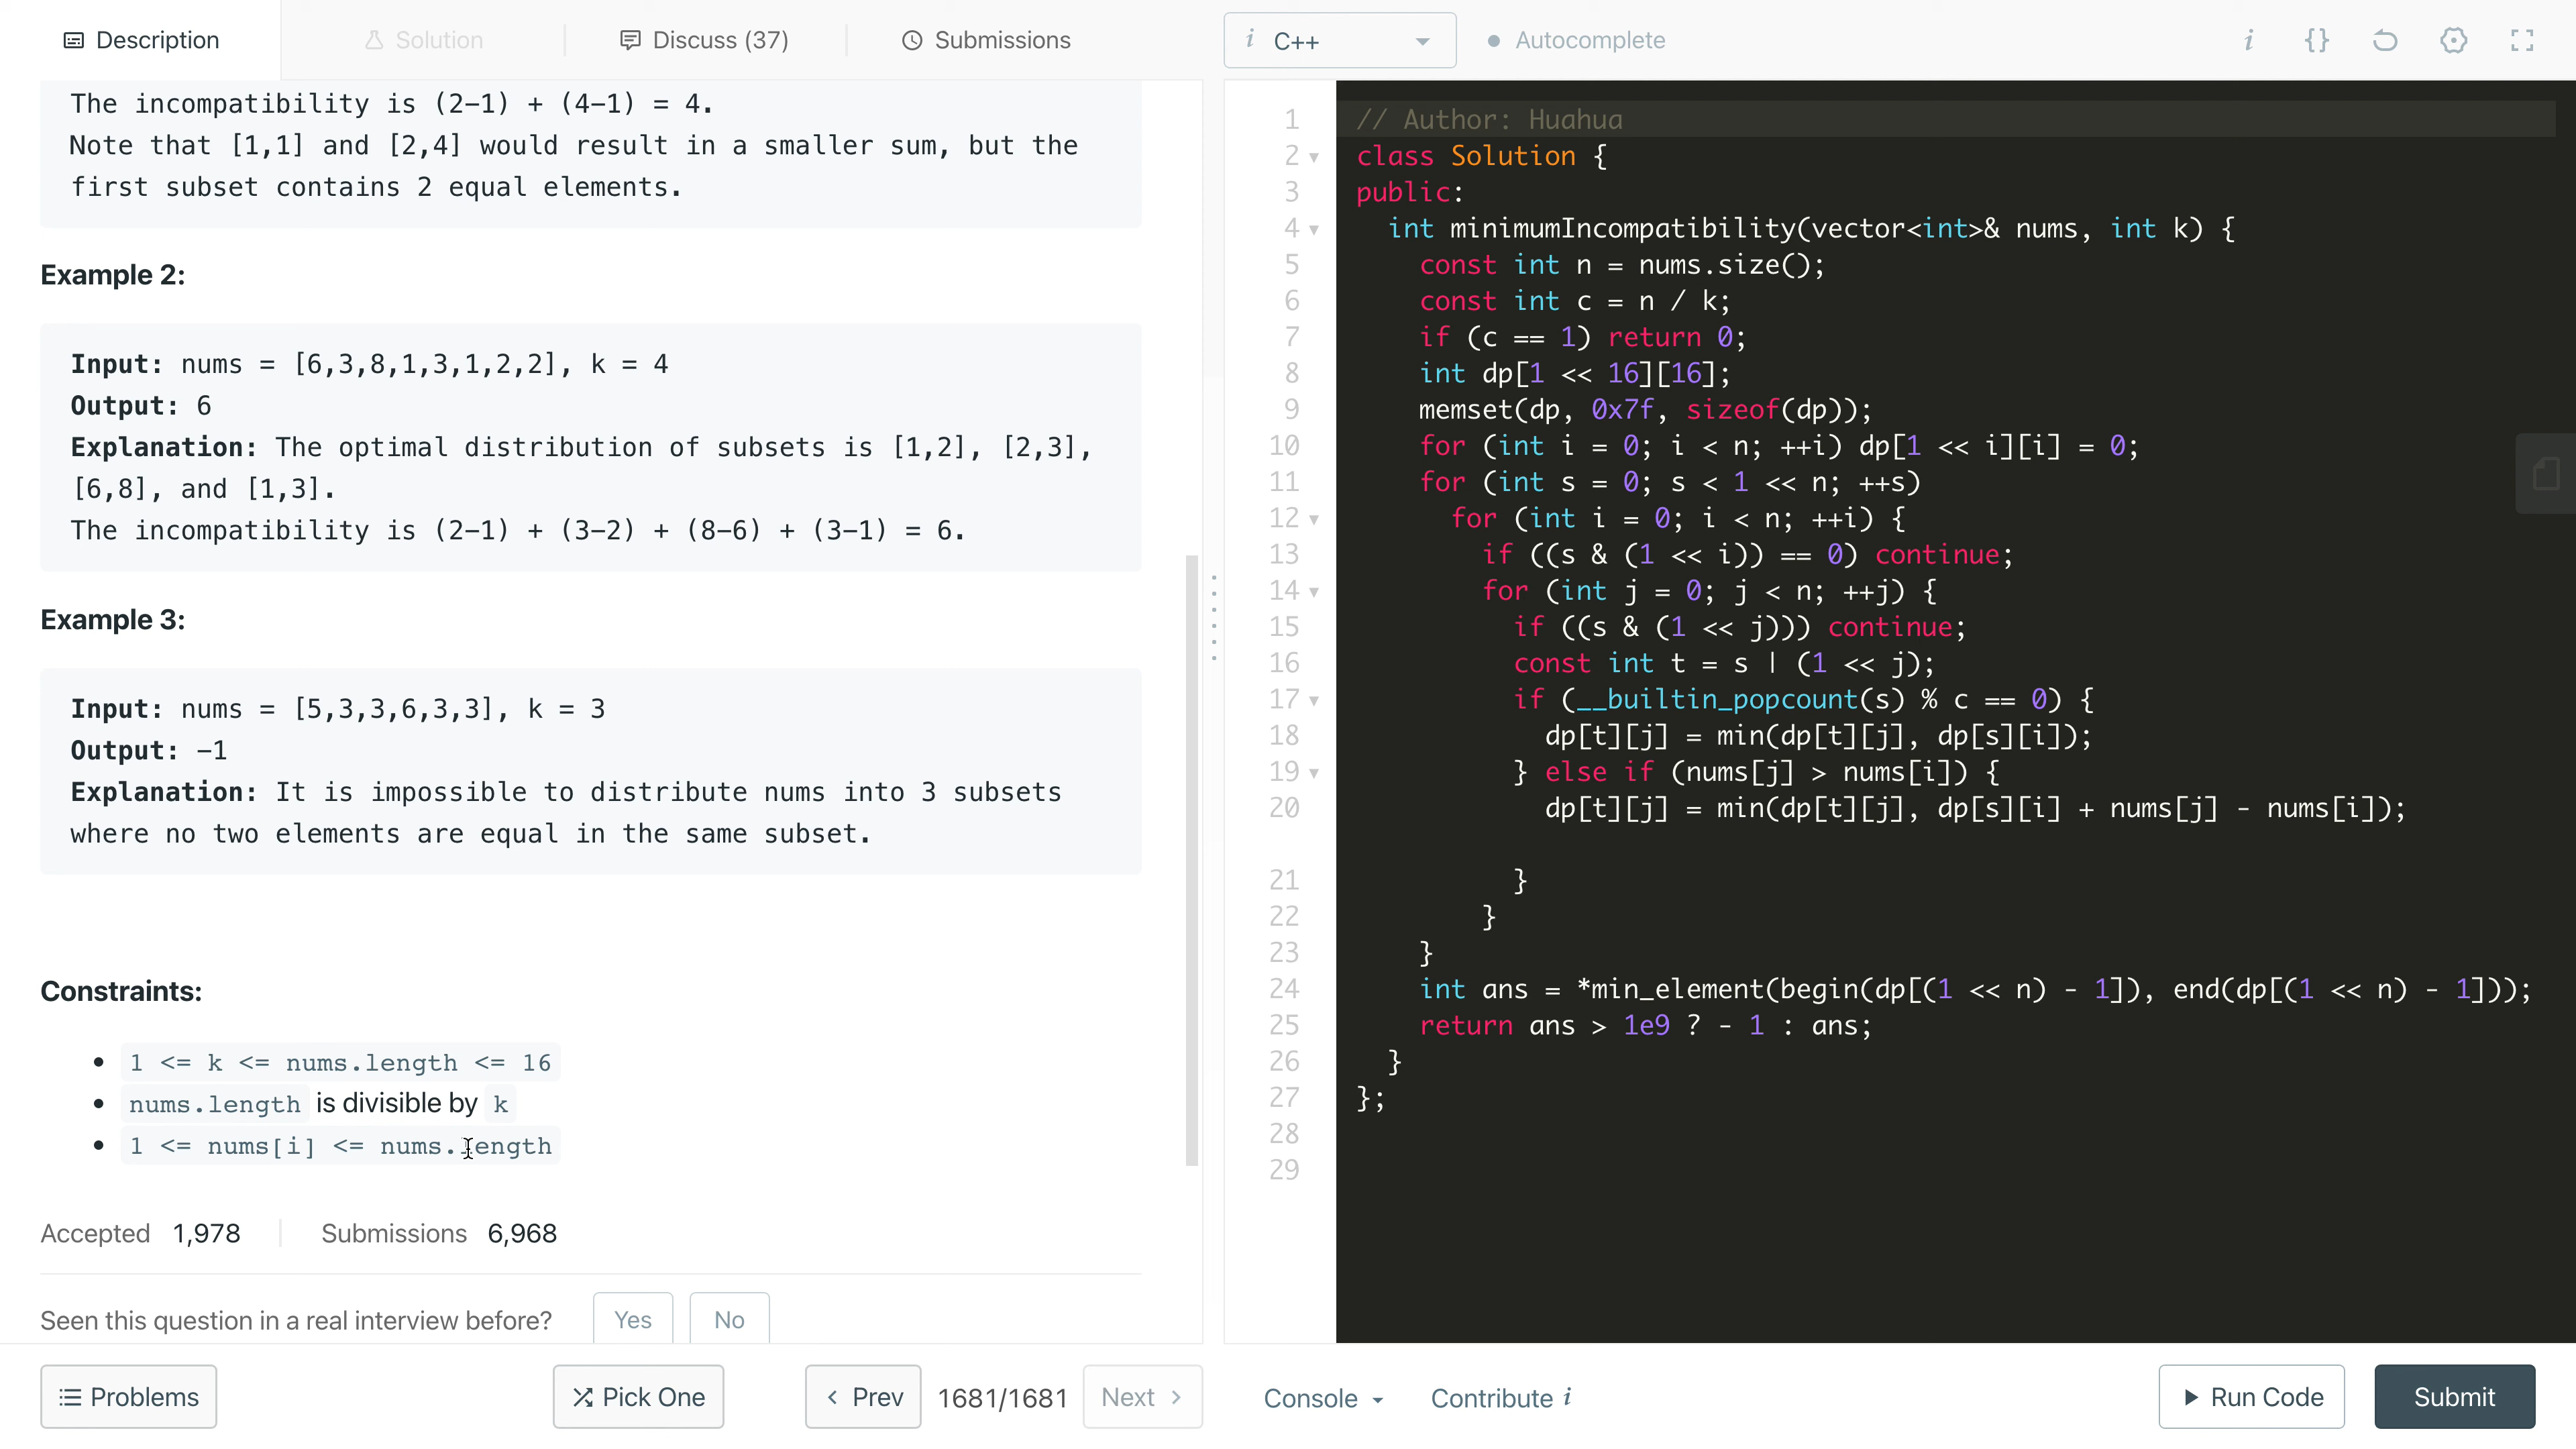 Description
Solution
Discuss (37)
Submissions
i C++
Autocomplete
i {}
The incompatibility is (2-1) + (4-1) = 4.
Note that [1,1] and [2,4] would result in a smaller sum, but the
first subset contains 2 equal elements.
Example 2:
Input: nums = [6,3,8,1,3,1,2,2], k = 4
Output: 6
Explanation: The optimal distribution of subsets is [1,2], [2,3],
[6,8], and [1,3].
The incompatibility is (2-1) + (3-2) + (8-6) + (3-1) = 6.
Example 3:
Input: nums = [5,3,3,6,3,3], k = 3
Output: -1
Explanation: It is impossible to distribute nums into 3 subsets
where no two elements are equal in the same subset.
Constraints:
• 1 <= k <= nums.length <= 16
• nums.length is divisible by k
• 1 <= nums[i] <= nums.length
Accepted 1,978
Submissions 6,968
Seen this question in a real interview before? Yes No
1 // Author: Huahua
2 class Solution {
3 public:
4   int minimumIncompatibility(vector<int>& nums, int k) {
5     const int n = nums.size();
6     const int c = n / k;
7     if (c == 1) return 0;
8     int dp[1 << 16][16];
9     memset(dp, 0x7f, sizeof(dp));
10     for (int i = 0; i < n; ++i) dp[1 << i][i] = 0;
11     for (int s = 0; s < 1 << n; ++s)
12       for (int i = 0; i < n; ++i) {
13         if ((s & (1 << i)) == 0) continue;
14         for (int j = 0; j < n; ++j) {
15           if ((s & (1 << j))) continue;
16           const int t = s | (1 << j);
17           if (__builtin_popcount(s) % c == 0) {
18             dp[t][j] = min(dp[t][j], dp[s][i]);
19           } else if (nums[j] > nums[i]) {
20             dp[t][j] = min(dp[t][j], dp[s][i] + nums[j] - nums[i]);
21           }
22         }
23     }
24     int ans = *min_element(begin(dp[(1 << n) - 1]), end(dp[(1 << n) - 1]));
25     return ans > 1e9 ? - 1 : ans;
26   }
27 };
28
29
Problems
Pick One
Prev
1681/1681
Next
Console
Contribute i
Run Code
Submit